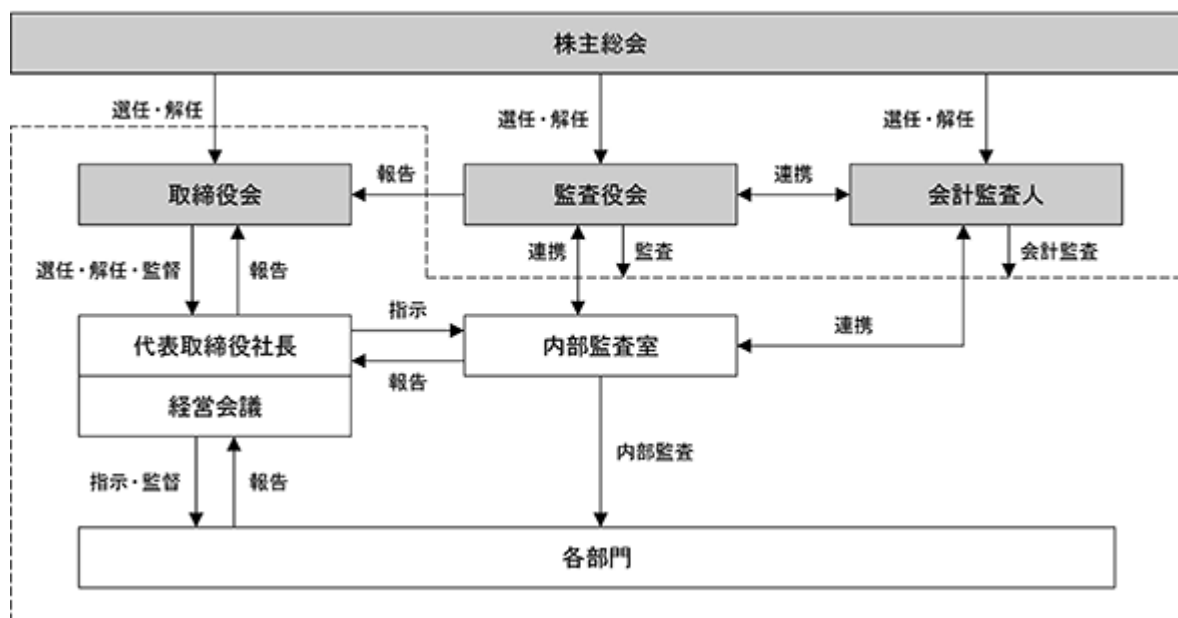 株主総会
選任・解任
選任・解任
選任・解任
取締役会
報告
監査役会
連携
会計監査人
選任・解任・監督
報告
連携
監査
会計監査
代表取締役社長
指示
報告
内部監査室
連携
経営会議
指示・監督
報告
内部監査
各部門